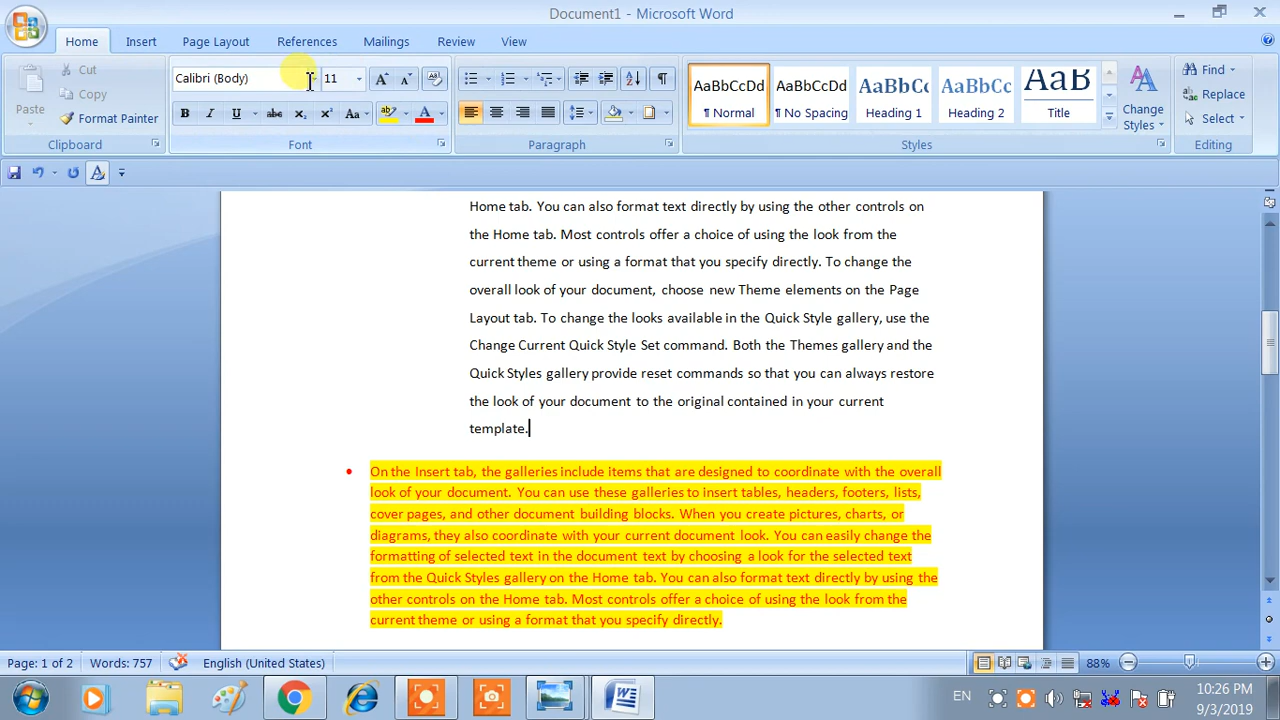 Document1 - Microsoft Word
Home Insert Page Layout References Mailings Review View
Calibri (Body) 11
Cut
Copy
Format Painter
Paste
Clipboard
B I U abc X₂ X² Aa ab A
Font
Paragraph
AaBbCcDd AaBbCcDd AaBbCc AaBbCc AaB
¶ Normal ¶ No Spacing Heading 1 Heading 2 Title
Change
Styles
Styles
Find
Replace
Select
Editing
Home tab. You can also format text directly by using the other controls on
the Home tab. Most controls offer a choice of using the look from the
current theme or using a format that you specify directly. To change the
overall look of your document, choose new Theme elements on the Page
Layout tab. To change the looks available in the Quick Style gallery, use the
Change Current Quick Style Set command. Both the Themes gallery and the
Quick Styles gallery provide reset commands so that you can always restore
the look of your document to the original contained in your current
template.
• On the Insert tab, the galleries include items that are designed to coordinate with the overall
look of your document. You can use these galleries to insert tables, headers, footers, lists,
cover pages, and other document building blocks. When you create pictures, charts, or
diagrams, they also coordinate with your current document look. You can easily change the
formatting of selected text in the document text by choosing a look for the selected text
from the Quick Styles gallery on the Home tab. You can also format text directly by using the
other controls on the Home tab. Most controls offer a choice of using the look from the
current theme or using a format that you specify directly.
Page: 1 of 2 Words: 757 English (United States) 88%
EN
10:26 PM
9/3/2019